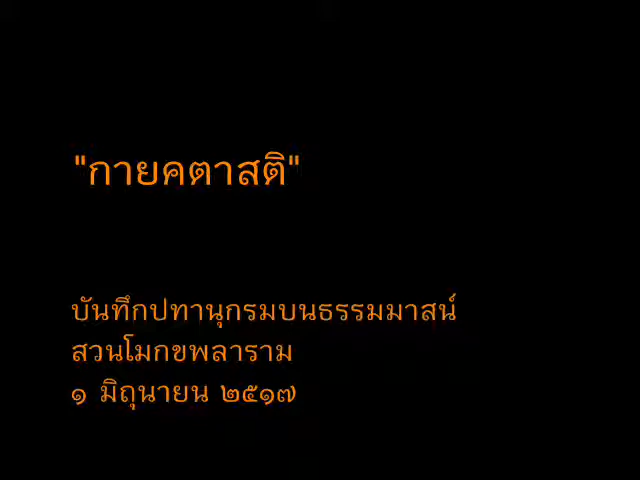 "กายคตาสติ"
บันทึกปทานุกรมบนธรรมมาสน์
สวนโมกขพลาราม
๑ มิถุนายน ๒๕๑๗